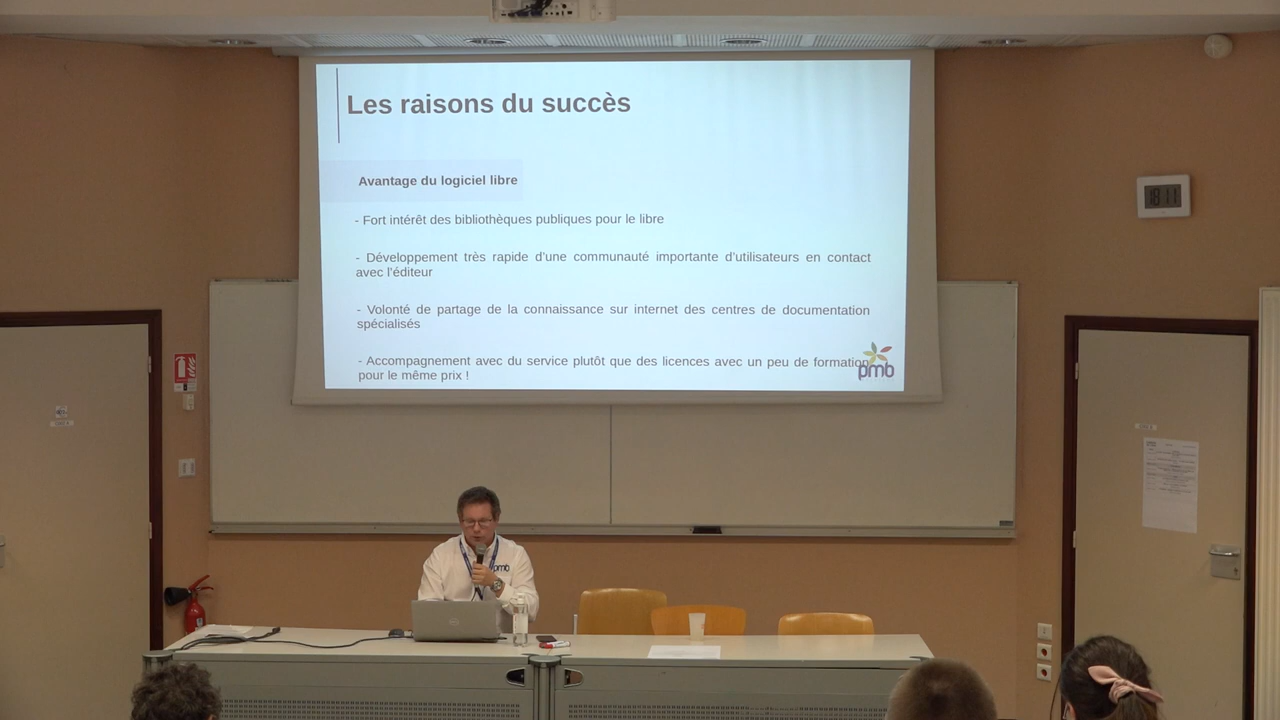 Les raisons du succès
Avantage du logiciel libre
- Fort intérêt des bibliothèques publiques pour le libre
- Développement très rapide d'une communauté importante d'utilisateurs en contact
avec l'éditeur
- Volonté de partage de la connaissance sur internet des centres de documentation
spécialisés
- Accompagnement avec du service plutôt que des licences avec un peu de formation
pour le même prix !
pmb
18 11
pmb